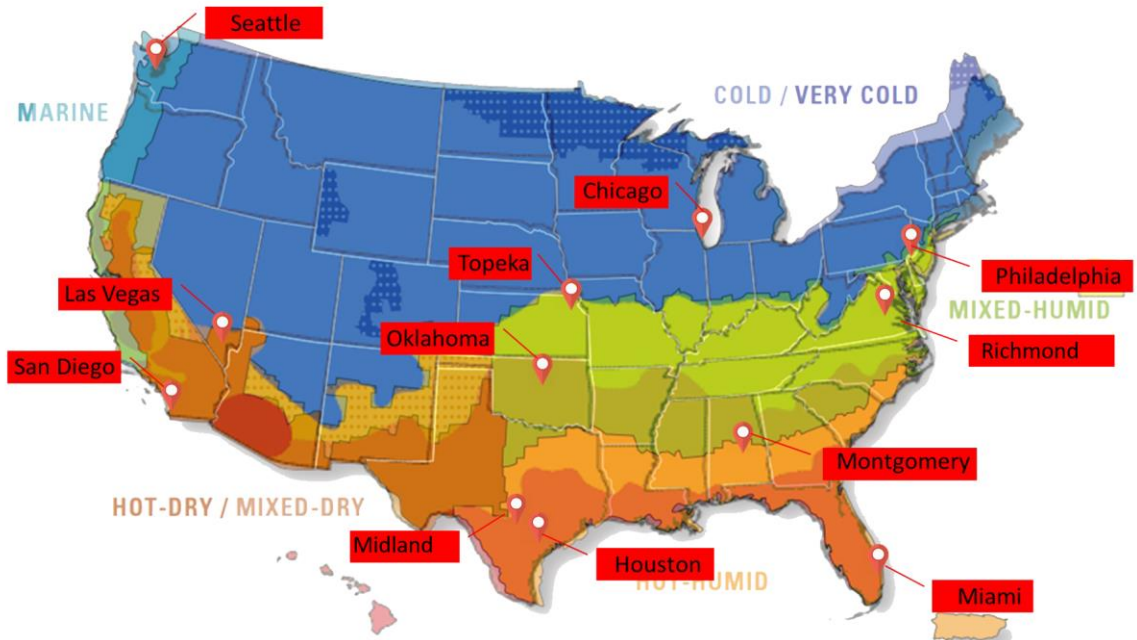 Seattle
MARINE
COLD / VERY COLD
Chicago
Topeka
Philadelphia
Las Vegas
MIXED-HUMID
Oklahoma
Richmond
San Diego
Montgomery
HOT-DRY / MIXED-DRY
Midland
Houston
HOT-HUMID
Miami